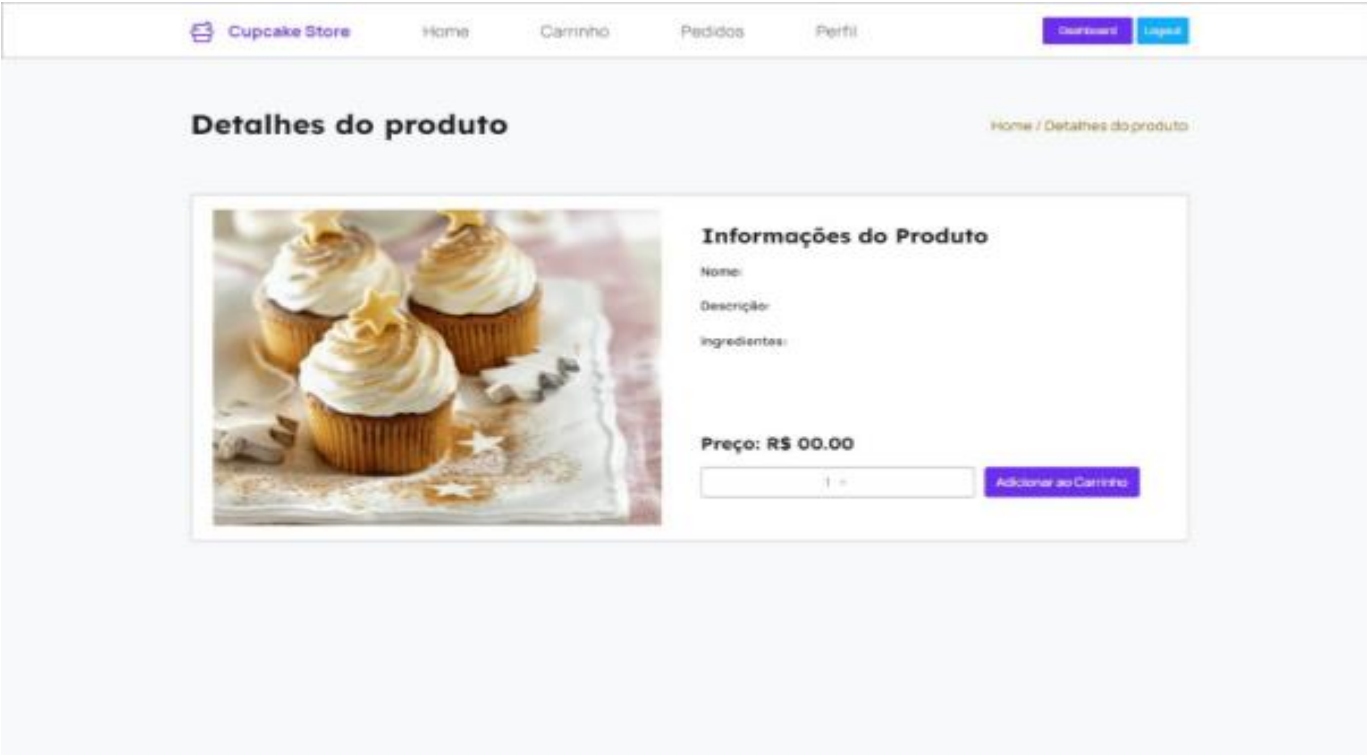 Cupcake Store Home Carrinho Pedidos Perfil Dashboard Logout
Detalhes do produto
Home / Detalhes do produto
Informações do Produto
Nome:
Descrição:
Ingredientes:
Preço: R$ 00.00
1
Adicionar ao Carrinho